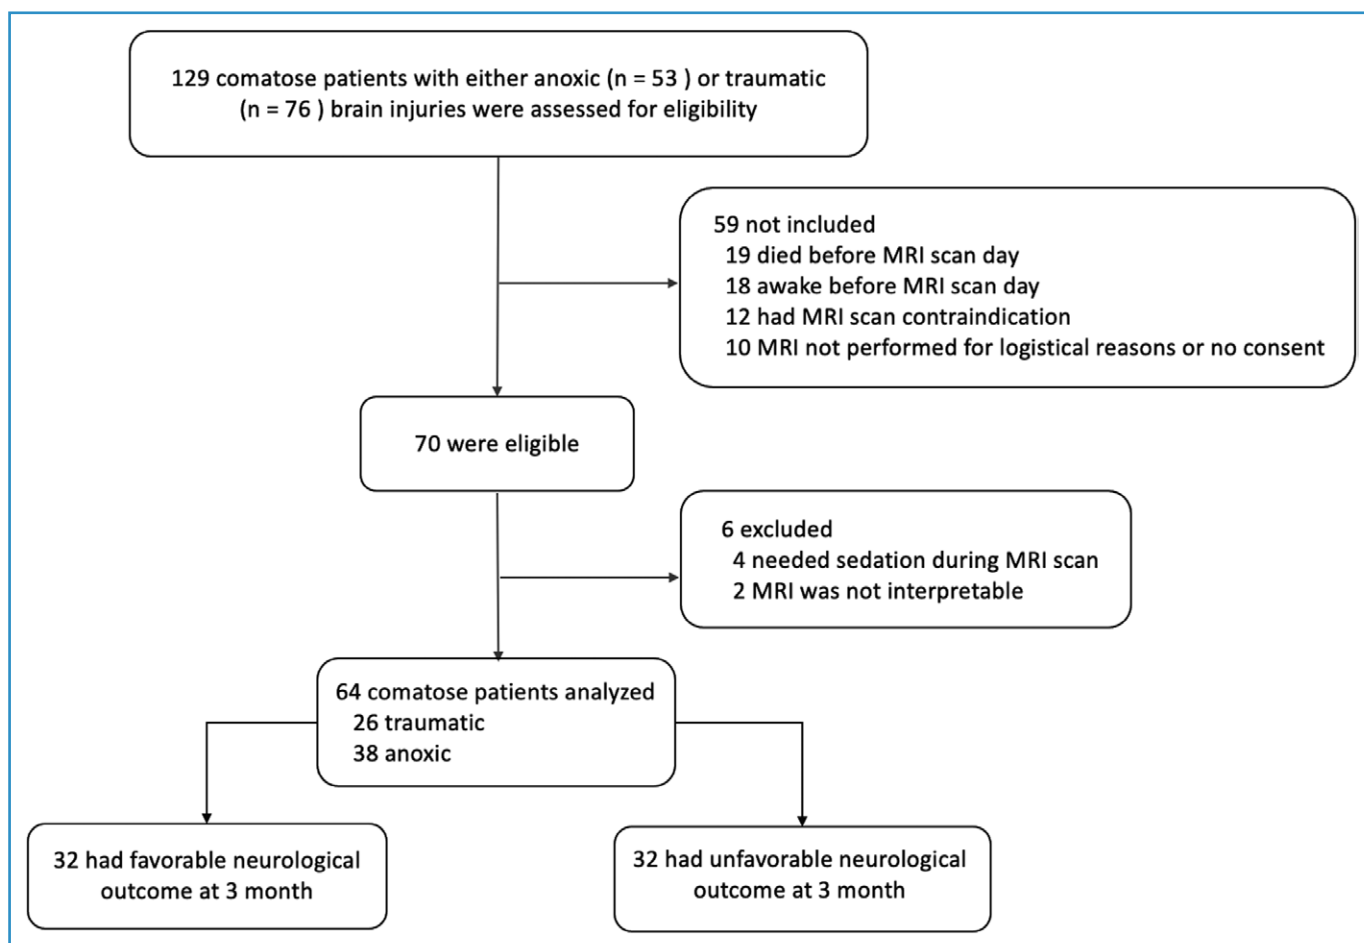 129 comatose patients with either anoxic (n = 53 ) or traumatic
(n = 76 ) brain injuries were assessed for eligibility
59 not included
19 died before MRI scan day
18 awake before MRI scan day
12 had MRI scan contraindication
10 MRI not performed for logistical reasons or no consent
70 were eligible
6 excluded
4 needed sedation during MRI scan
2 MRI was not interpretable
64 comatose patients analyzed
26 traumatic
38 anoxic
32 had favorable neurological
outcome at 3 month
32 had unfavorable neurological
outcome at 3 month